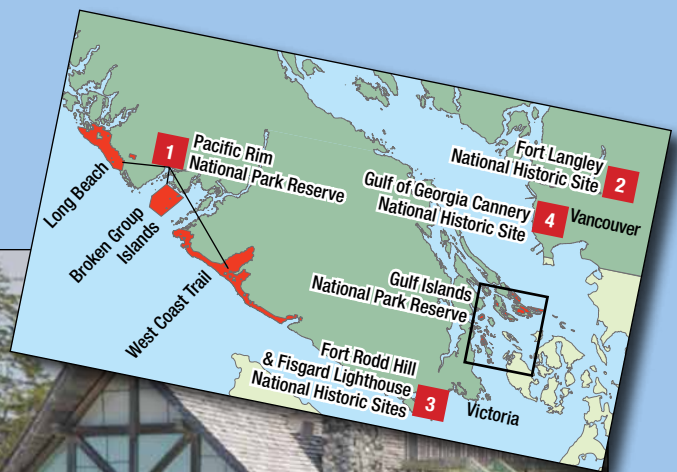 1
Pacific Rim
National Park Reserve
Long Beach
Broken Group
Islands
West Coast Trail
Fort Langley
National Historic Site
2
Gulf of Georgia Cannery
National Historic Site
4
Vancouver
Gulf Islands
National Park Reserve
Fort Rodd Hill
& Fisgard Lighthouse
National Historic Sites
3
Victoria